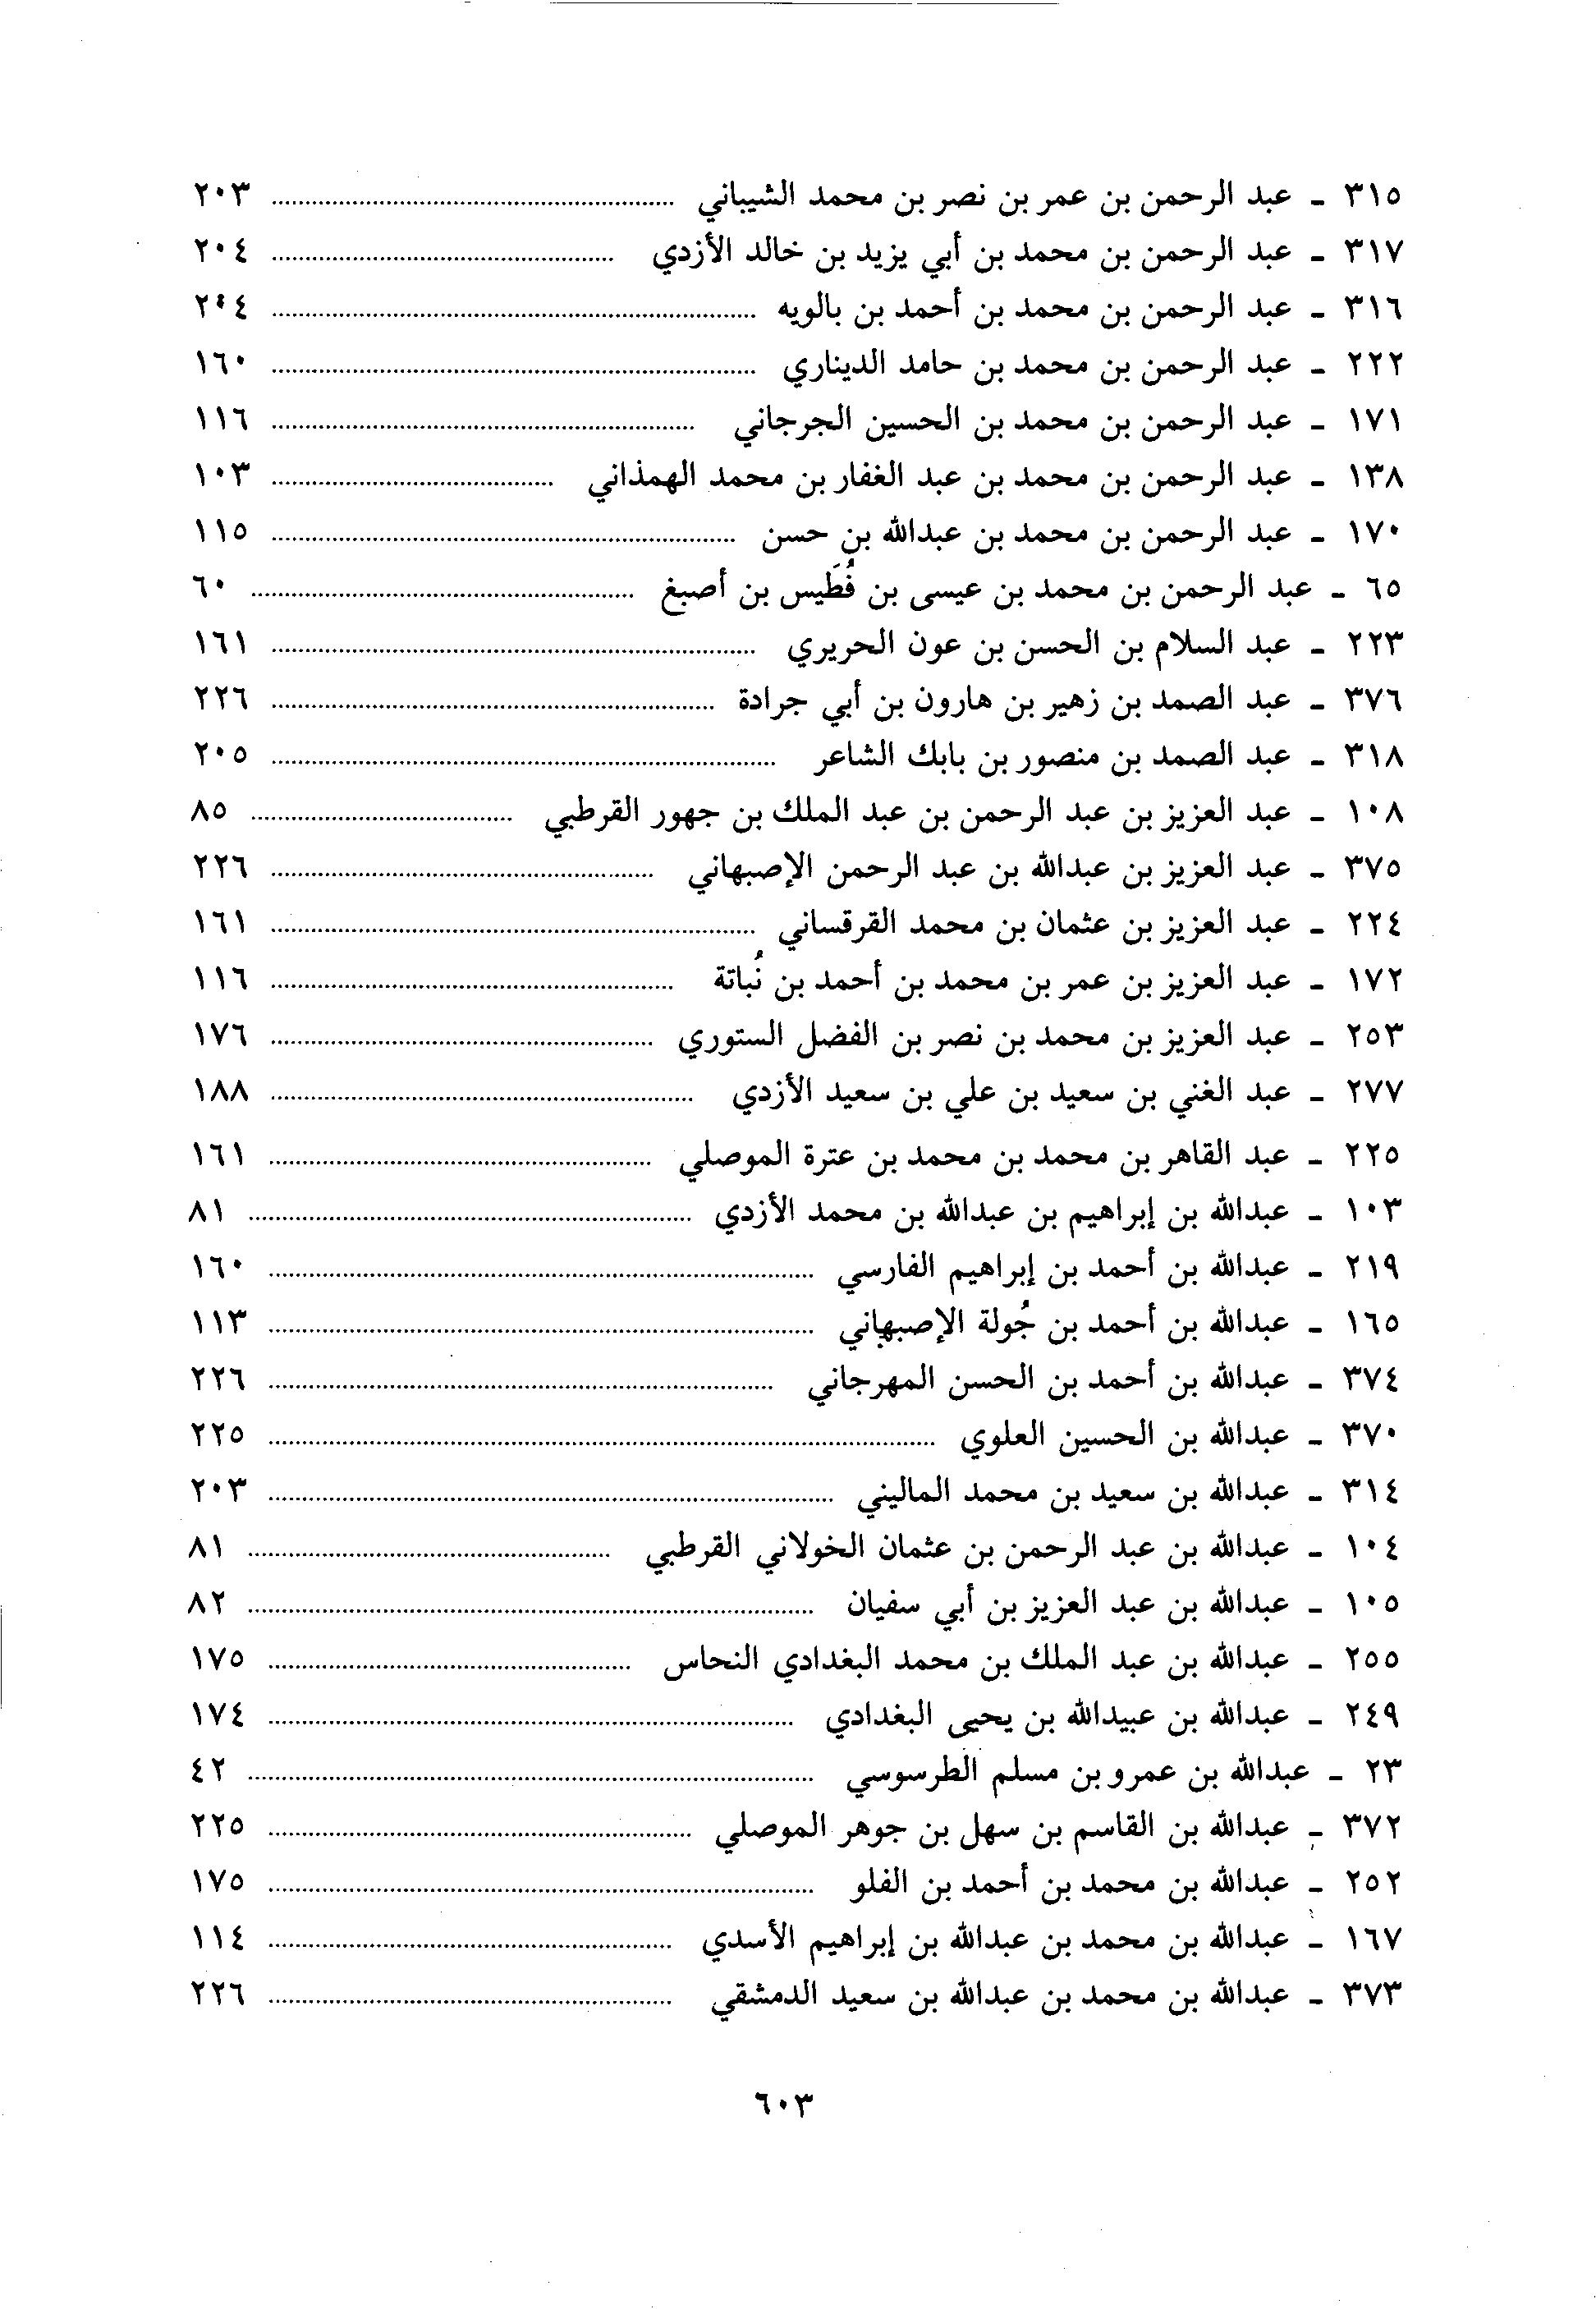 ٣١٥ - عبد الرحمن بن عمر بن نصر بن محمد الشيباني ........ ٢٠٣
٣١٧ - عبد الرحمن بن محمد بن أبي يزيد بن خالد الأزدي ........ ٢٠٤
٣١٦ - عبد الرحمن بن محمد بن أحمد بن بالويه ........ ٢٠٤
٢٢٢ - عبد الرحمن بن محمد بن حامد الديناري ........ ١٦٠
١٧١ - عبد الرحمن بن محمد بن الحسين الجرجاني ........ ١١٦
١٣٨ - عبد الرحمن بن محمد بن عبد الغفار بن محمد الهمذاني ........ ١٠٣
١٧٠ - عبد الرحمن بن محمد بن عبدالله بن حسن ........ ١١٥
٦٥ - عبد الرحمن بن محمد بن عيسى بن فُطَيس بن أصبغ ........ ٦٠
٢٢٣ - عبد السلام بن الحسن بن عون الحريري ........ ١٦١
٣٧٦ - عبد الصمد بن زهير بن هارون بن أبي جرادة ........ ٢٢٦
٣١٨ - عبد الصمد بن منصور بن بابك الشاعر ........ ٢٠٥
١٠٨ - عبد العزيز بن عبد الرحمن بن عبد الملك بن جهور القرطبي ........ ٨٥
٣٧٥ - عبد العزيز بن عبدالله بن عبد الرحمن الإصبهاني ........ ٢٢٦
٢٢٤ - عبد العزيز بن عثمان بن محمد القرقساني ........ ١٦١
١٧٢ - عبد العزيز بن عمر بن محمد بن أحمد بن نُباتة ........ ١١٦
٢٥٣ - عبد العزيز بن محمد بن نصر بن الفضل الستوري ........ ١٧٦
٢٧٧ - عبد الغني بن سعيد بن علي بن سعيد الأزدي ........ ١٨٨
٢٢٥ - عبد القاهر بن محمد بن محمد بن عترة الموصلي ........ ١٦١
١٠٣ - عبدالله بن إبراهيم بن عبدالله بن محمد الأزدي ........ ٨١
٢١٩ - عبدالله بن أحمد بن إبراهيم الفارسي ........ ١٦٠
١٦٥ - عبدالله بن أحمد بن جُولة الإصبهاني ........ ١١٣
٣٧٤ - عبدالله بن أحمد بن الحسن المهرجاني ........ ٢٢٦
٣٧٠ - عبدالله بن الحسين العلوي ........ ٢٢٥
٣١٤ - عبدالله بن سعيد بن محمد الماليني ........ ٢٠٣
١٠٤ - عبدالله بن عبد الرحمن بن عثمان الخولاني القرطبي ........ ٨١
١٠٥ - عبدالله بن عبد العزيز بن أبي سفيان ........ ٨٢
٢٥٥ - عبدالله بن عبد الملك بن محمد البغدادي النحاس ........ ١٧٥
٢٤٩ - عبدالله بن عبيدالله بن يحيى البغدادي ........ ١٧٤
٢٣ - عبدالله بن عمرو بن مسلم الطرسوسي ........ ٤٢
٣٧٢ - عبدالله بن القاسم بن سهل بن جوهر الموصلي ........ ٢٢٥
٢٥٢ - عبدالله بن محمد بن أحمد بن الفلو ........ ١٧٥
١٦٧ - عبدالله بن محمد بن عبدالله بن إبراهيم الأسدي ........ ١١٤
٣٧٣ - عبدالله بن محمد بن عبدالله بن سعيد الدمشقي ........ ٢٢٦
٦٠٣